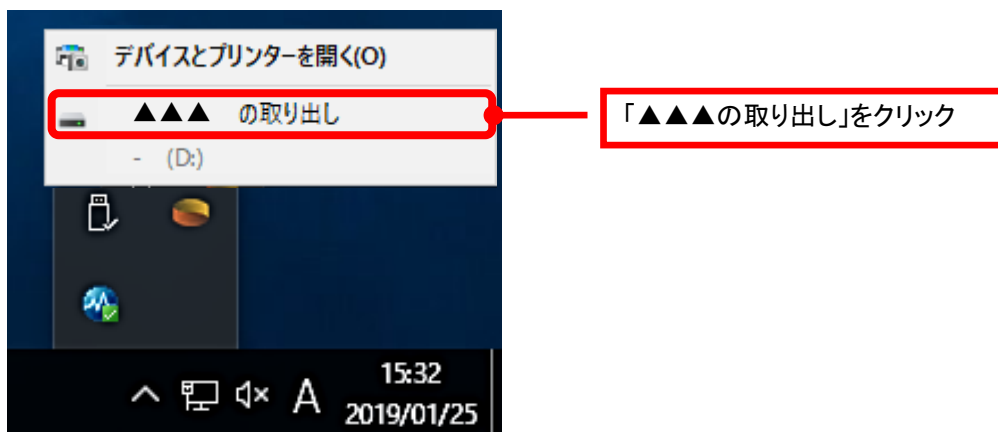 デバイスとプリンターを開く(O)
▲▲▲ の取り出し
「▲▲▲の取り出し」をクリック
- (D:)
A
15:32
2019/01/25